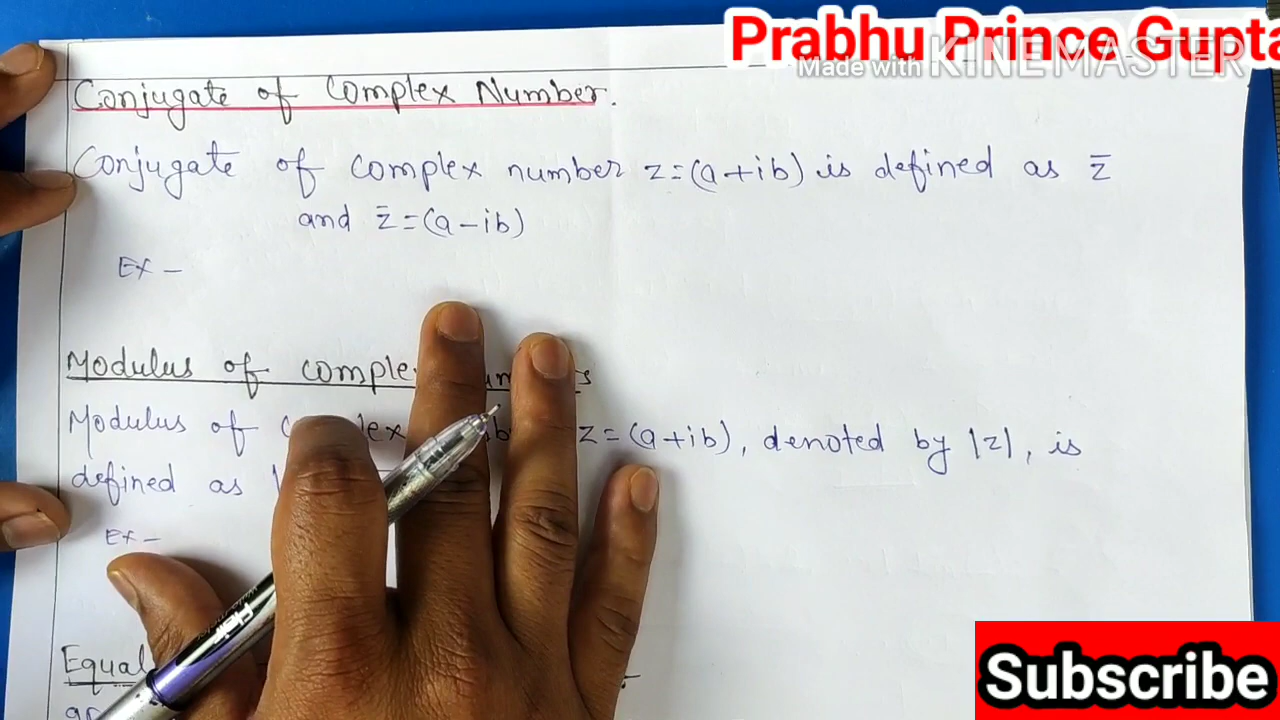 Prabhu Prince Gupta
Made with KINEMASTER
Conjugate of Complex Number.
Conjugate of complex number z=(a+ib) is defined as z̄
and z̄=(a-ib)
Ex -
Modulus of
Modulus of z=(a+ib), denoted by |z|, is
defined as
Ex -
Subscribe